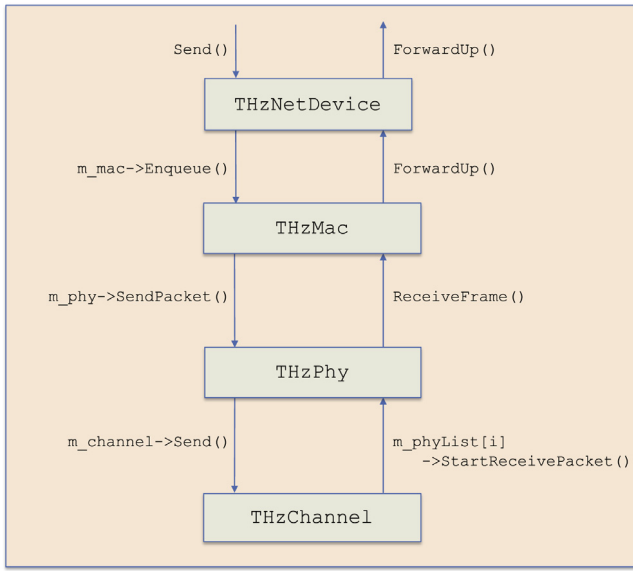 Send()
ForwardUp()
THzNetDevice
m_mac->Enqueue()
ForwardUp()
THzMac
m_phy->SendPacket()
ReceiveFrame()
THzPhy
m_channel->Send()
m_phyList[i]
->StartReceivePacket()
THzChannel